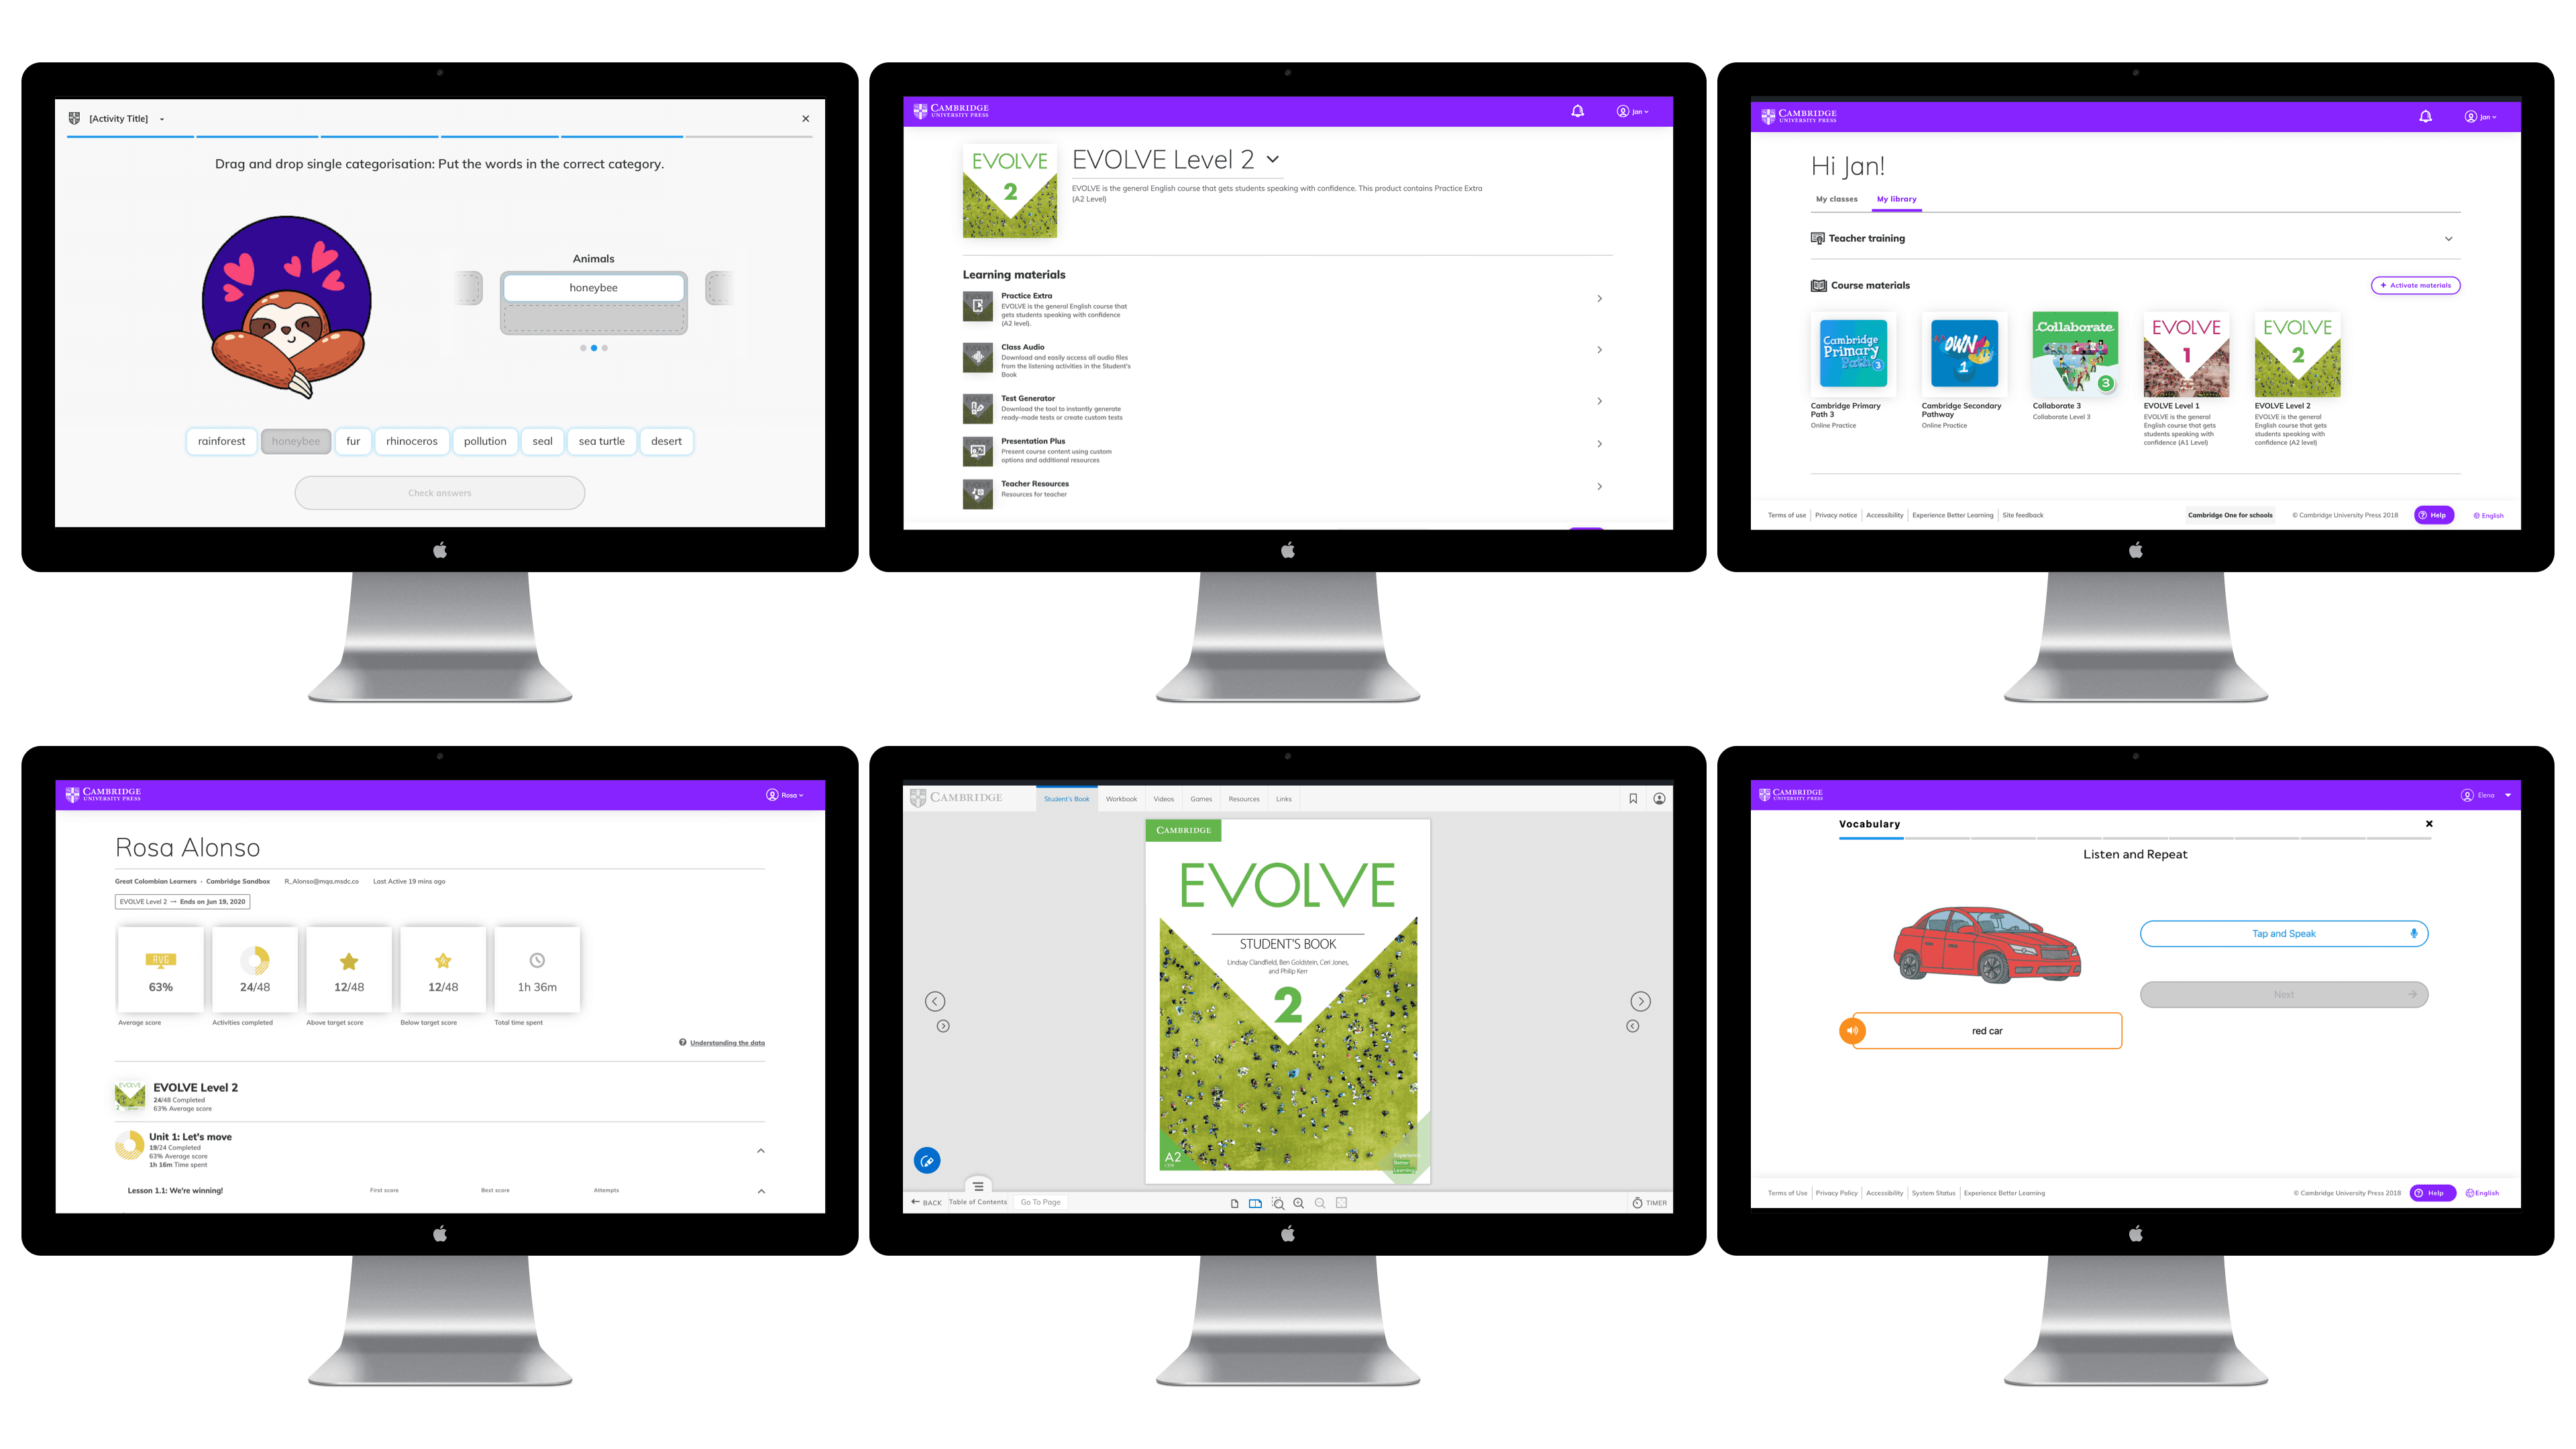 [Activity Title]
Drag and drop single categorisation: Put the words in the correct category.
Animals
honeybee
rainforest honeybee fur rhinoceros pollution seal sea turtle desert
Check answers
CAMBRIDGE
UNIVERSITY PRESS
Jan
EVOLVE
2
EVOLVE Level 2
EVOLVE is the general English course that gets students speaking with confidence. This product contains Practice Extra
(A2 Level)
Learning materials
Practice Extra
EVOLVE is the general English course that
gets students speaking with confidence
(A2 level).
Class Audio
Download and easily access all audio files
from the listening activities in the Student's
Book
Test Generator
Download the tool to instantly generate
ready-made tests or create custom tests
Presentation Plus
Present course content using custom
options and additional resources
Teacher Resources
Resources for teacher
CAMBRIDGE
UNIVERSITY PRESS
Jan
Hi Jan!
My classes My library
Teacher training
Course materials
+ Activate materials
Cambridge
Primary
Path 3
OWN it!
1
Collaborate
3
EVOLVE
1
EVOLVE
2
Cambridge Primary
Path 3
Online Practice
Cambridge Secondary
Pathway
Online Practice
Collaborate 3
Collaborate Level 3
EVOLVE Level 1
EVOLVE is the general
English course that gets
students speaking with
confidence (A1 Level)
EVOLVE Level 2
EVOLVE is the general
English course that gets
students speaking with
confidence (A2 level)
Terms of use | Privacy notice | Accessibility | Experience Better Learning | Site feedback
Cambridge One for schools © Cambridge University Press 2018 Help English
CAMBRIDGE
UNIVERSITY PRESS
Rosa
Rosa Alonso
Great Colombian Learners • Cambridge Sandbox R_Alonso@mqa.msdc.co Last Active 19 mins ago
EVOLVE Level 2 → Ends on Jun 19, 2020
AVG
63% 24/48 12/48 12/48 1h 36m
Average score Activities completed Above target score Below target score Total time spent
Understanding the data
EVOLVE Level 2
24/48 Completed
63% Average score
Unit 1: Let's move
19/24 Completed
63% Average score
1h 16m Time spent
Lesson 1.1: We're winning! First score Best score Attempts
CAMBRIDGE
Student's Book Workbook Videos Games Resources Links
CAMBRIDGE
EVOLVE
STUDENT'S BOOK
Lindsay Clandfield, Ben Goldstein, Ceri Jones,
and Philip Kerr
2
A2
Experience
Better
Learning
BACK Table of Contents Go To Page
TIMER
CAMBRIDGE
UNIVERSITY PRESS
Elena
Vocabulary
Listen and Repeat
Tap and Speak
Next
red car
Terms of Use | Privacy Policy | Accessibility | System Status | Experience Better Learning
© Cambridge University Press 2018 Help English